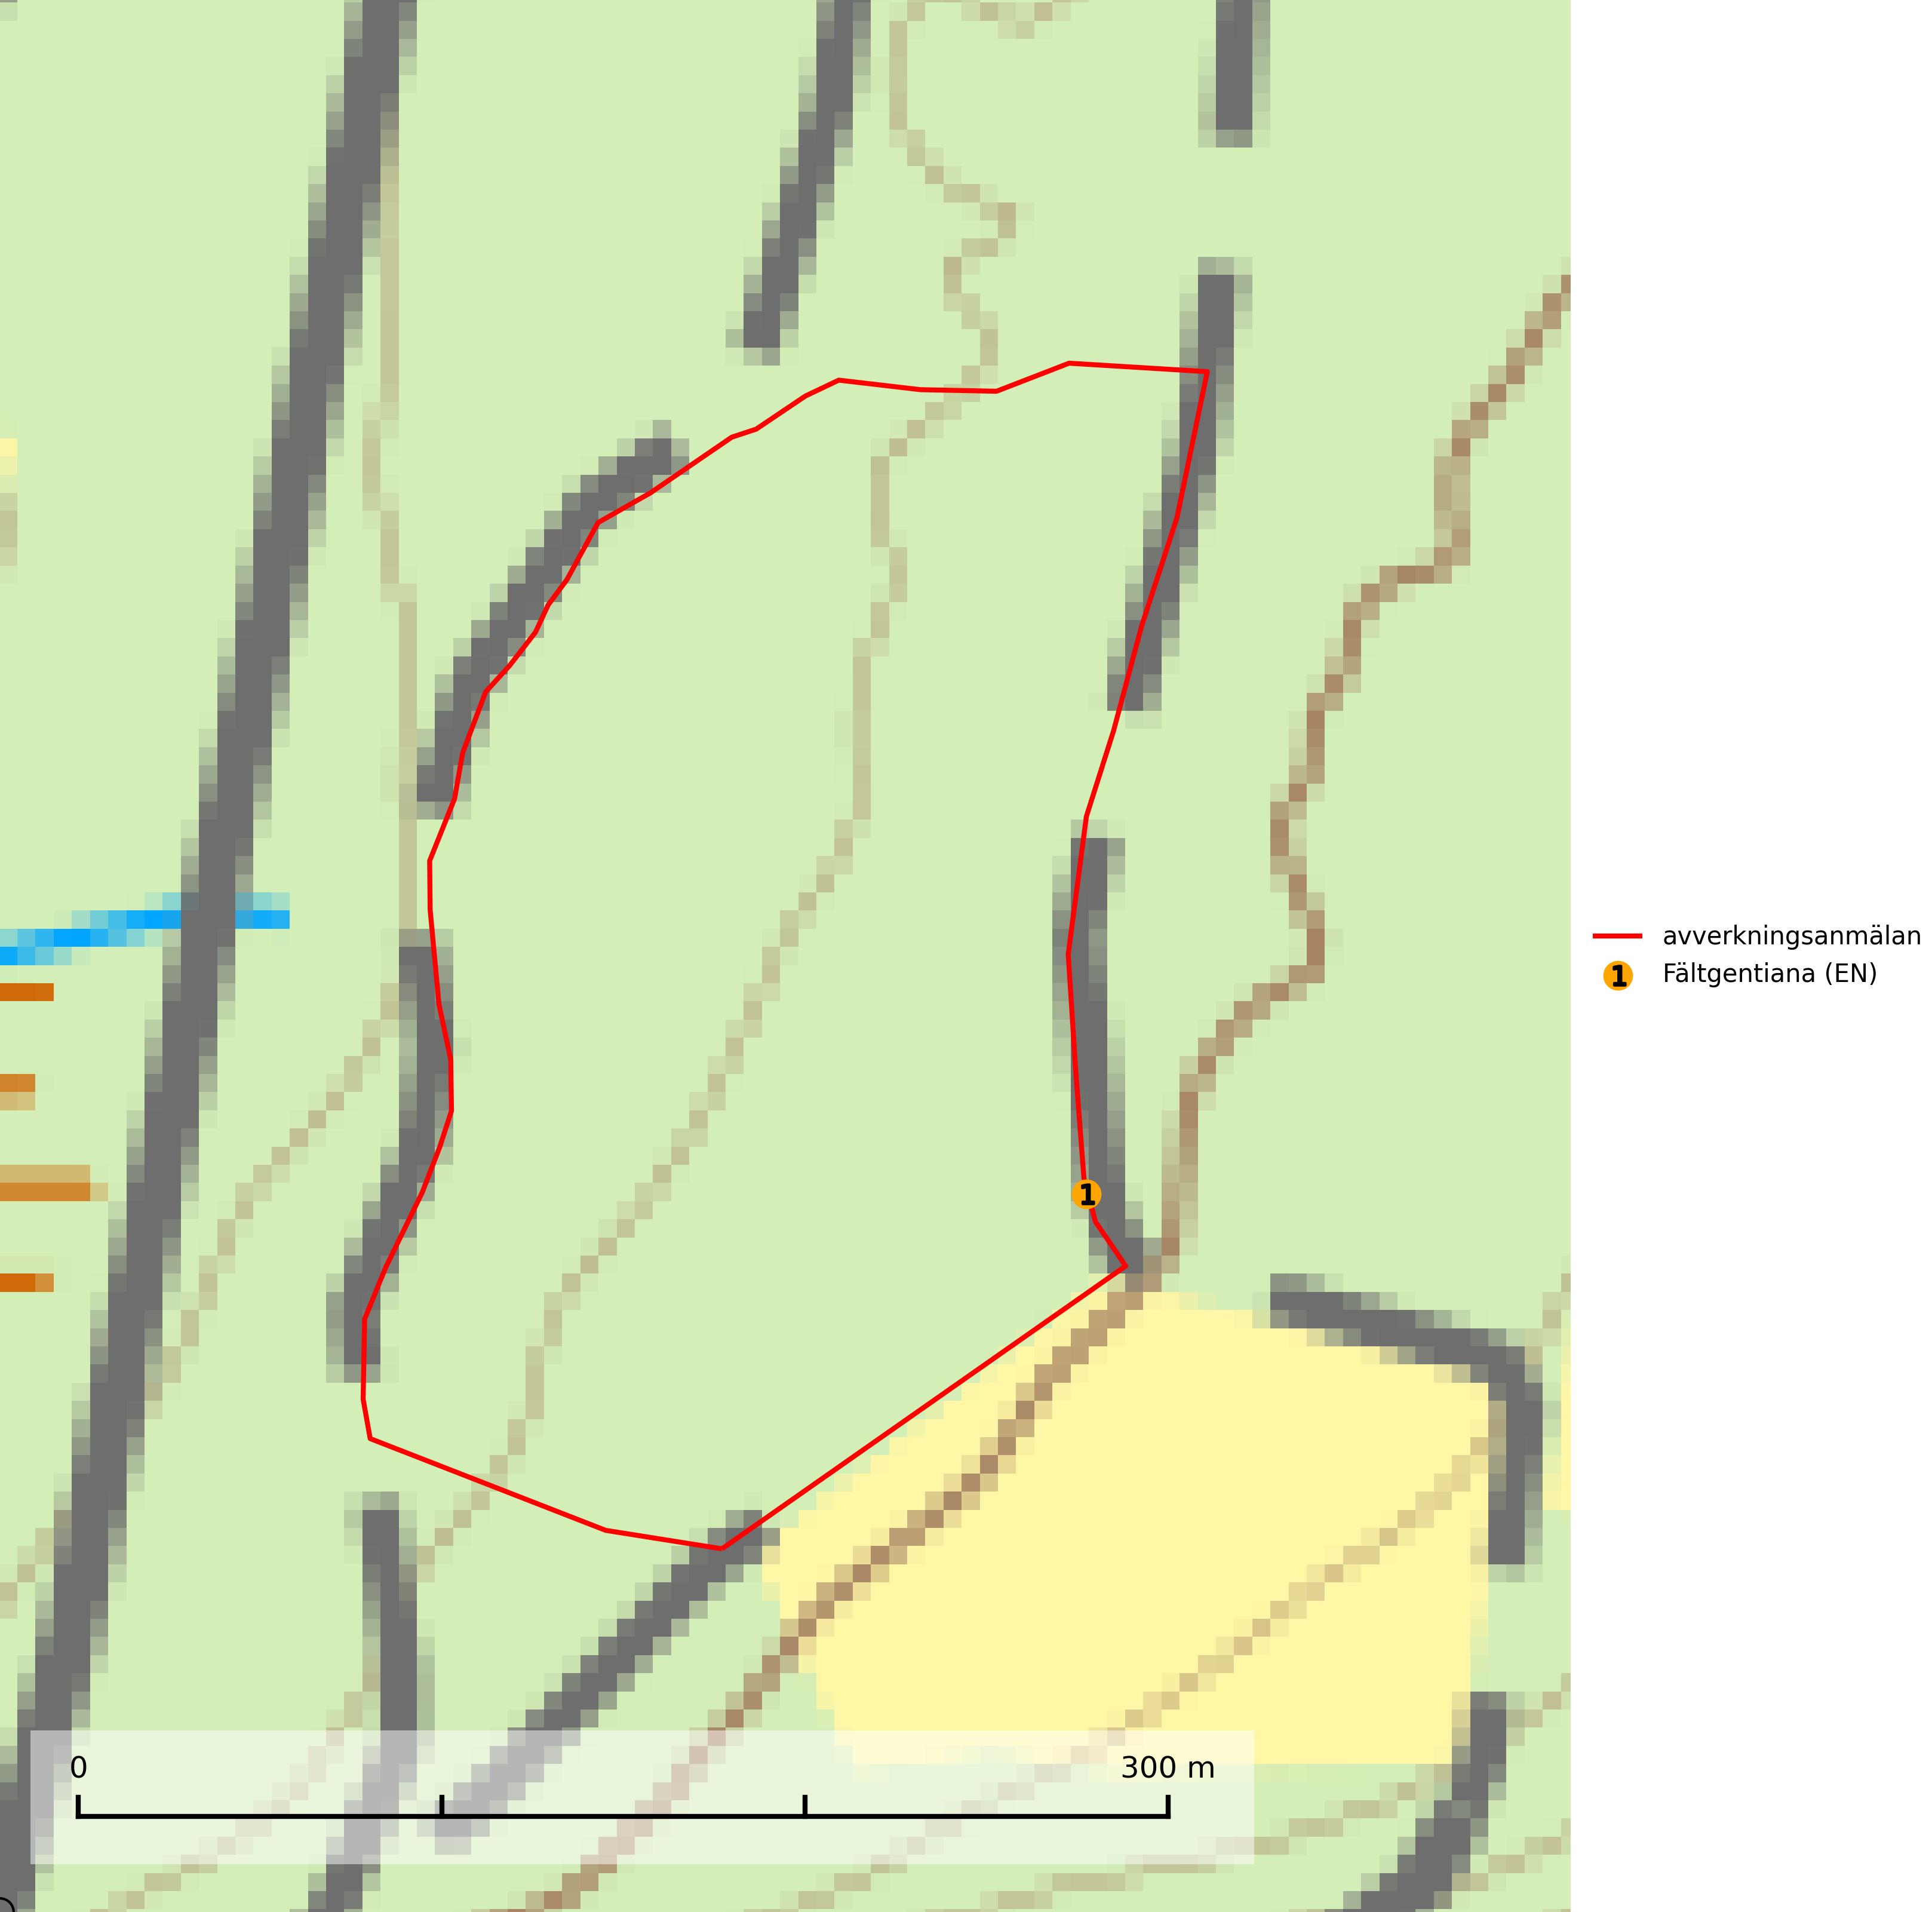 1
avverkningsanmälan
1 Fältgentiana (EN)
0 300 m